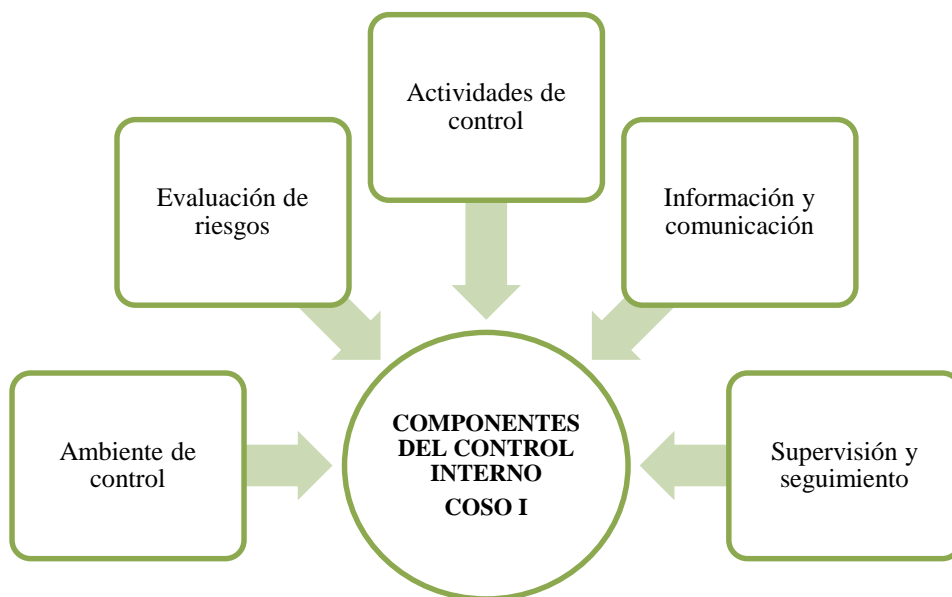 Actividades de
control
Evaluación de
riesgos
Información y
comunicación
Ambiente de
control
COMPONENTES
DEL CONTROL
INTERNO
COSO I
Supervisión y
seguimiento